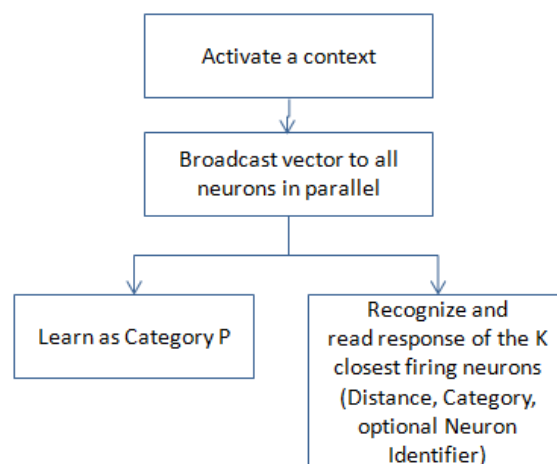 Activate a context
Broadcast vector to all
neurons in parallel
Learn as Category P
Recognize and
read response of the K
closest firing neurons
(Distance, Category,
optional Neuron
Identifier)